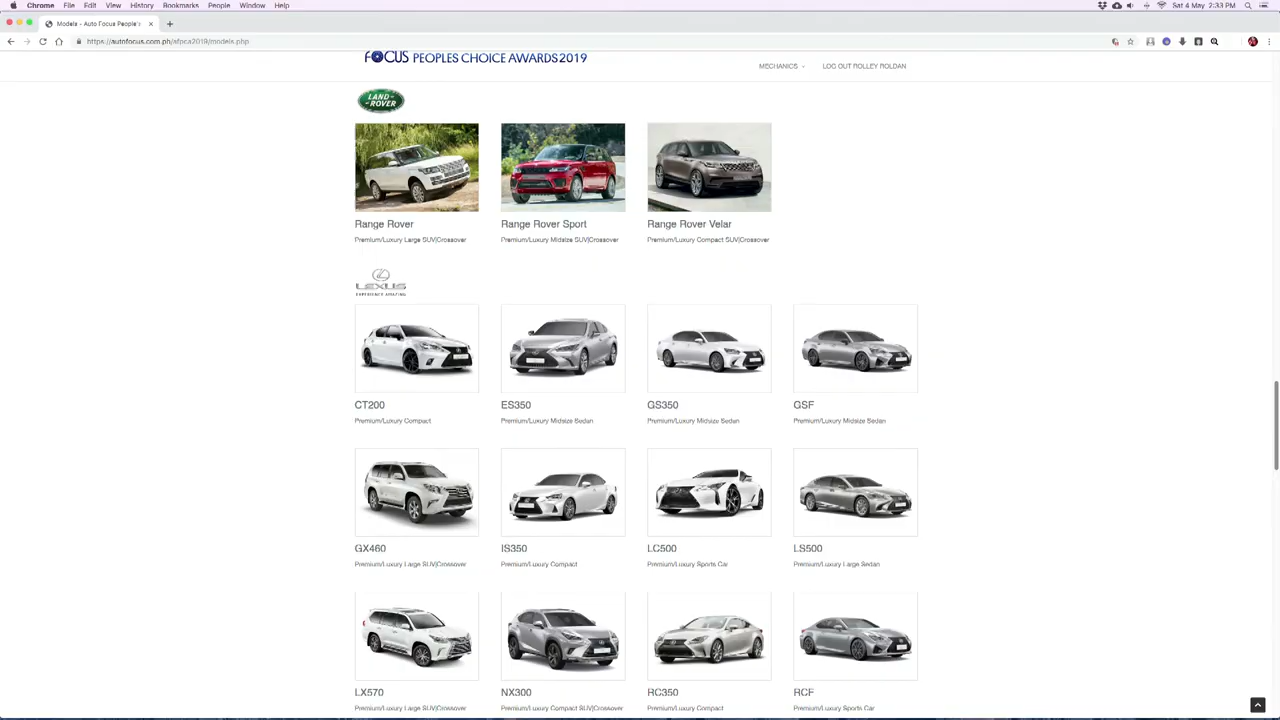 Chrome File Edit View History Bookmarks People Window Help
Sat 4 May 2:33 PM
Models - Auto Focus People's
https://autofocus.com.ph/afpca2019/models.php
FOCUS PEOPLES CHOICE AWARDS 2019
MECHANICS
LOG OUT ROLLEY ROLDAN
LAND-
ROVER
Range Rover
Range Rover Sport
Range Rover Velar
Premium/Luxury Large SUV|Crossover
Premium/Luxury Midsize SUV|Crossover
Premium/Luxury Compact SUV|Crossover
LEXUS
EXPERIENCE AMAZING
CT200
ES350
GS350
GSF
Premium/Luxury Compact
Premium/Luxury Midsize Sedan
Premium/Luxury Midsize Sedan
Premium/Luxury Midsize Sedan
GX460
IS350
LC500
LS500
Premium/Luxury Large SUV|Crossover
Premium/Luxury Compact
Premium/Luxury Sports Car
Premium/Luxury Large Sedan
LX570
NX300
RC350
RCF
Premium/Luxury Large SUV|Crossover
Premium/Luxury Compact SUV|Crossover
Premium/Luxury Compact
Premium/Luxury Sports Car